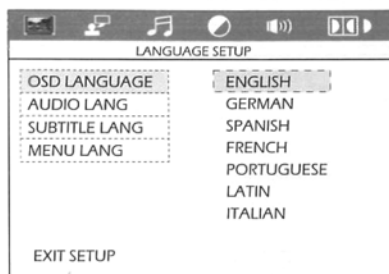 LANGUAGE SETUP
OSD LANGUAGE
AUDIO LANG
SUBTITLE LANG
MENU LANG
ENGLISH
GERMAN
SPANISH
FRENCH
PORTUGUESE
LATIN
ITALIAN
EXIT SETUP